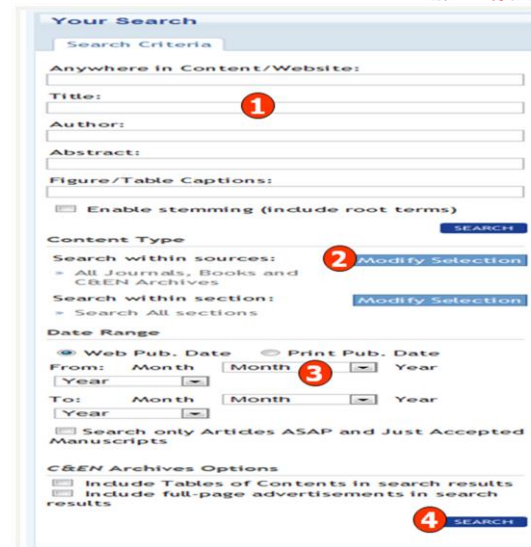 Your Search
Search Criteria
Anywhere in Content/Website:
Title:
1
Author:
Abstract:
Figure/Table Captions:
Enable stemming (include root terms)
SEARCH
Content Type
Search within sources: 2 Modify Selection
» All Journals, Books and
C&EN Archives
Search within section: Modify Selection
» Search All sections
Date Range
Web Pub. Date Print Pub. Date
From: Month Month 3 Year
Year
To: Month Month Year
Year
Search only Articles ASAP and Just Accepted
Manuscripts
C&EN Archives Options
Include Tables of Contents in search results
Include full-page advertisements in search
results
4 SEARCH